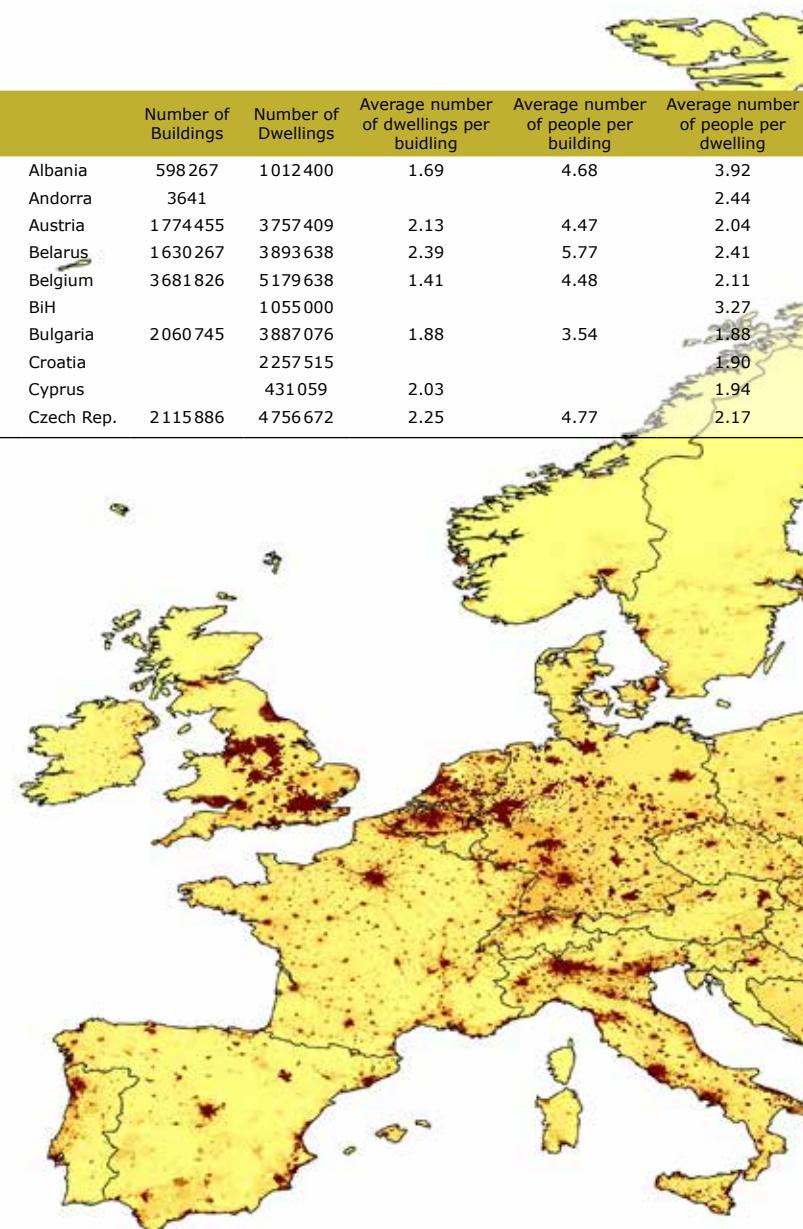 Number of Buildings Number of Dwellings Average number of dwellings per buidling Average number of people per building Average number of people per dwelling
Albania 598267 1012400 1.69 4.68 3.92
Andorra 3641 2.44
Austria 1774455 3757409 2.13 4.47 2.04
Belarus 1630267 3893638 2.39 5.77 2.41
Belgium 3681826 5179638 1.41 4.48 2.11
BiH 1055000 3.27
Bulgaria 2060745 3887076 1.88 3.54 1.88
Croatia 2257515 1.90
Cyprus 431059 2.03 1.94
Czech Rep. 2115886 4756672 2.25 4.77 2.17